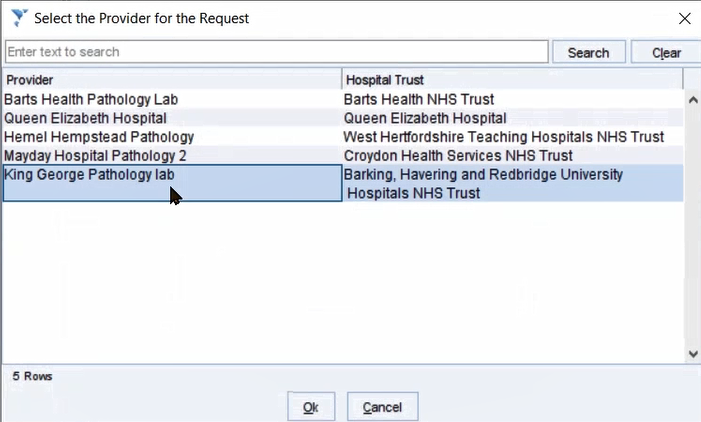 Select the Provider for the Request
Enter text to search Search Clear
Provider Hospital Trust
Barts Health Pathology Lab Barts Health NHS Trust
Queen Elizabeth Hospital Queen Elizabeth Hospital
Hemel Hempstead Pathology West Hertfordshire Teaching Hospitals NHS Trust
Mayday Hospital Pathology 2 Croydon Health Services NHS Trust
King George Pathology lab Barking, Havering and Redbridge University
Hospitals NHS Trust
5 Rows
Ok Cancel